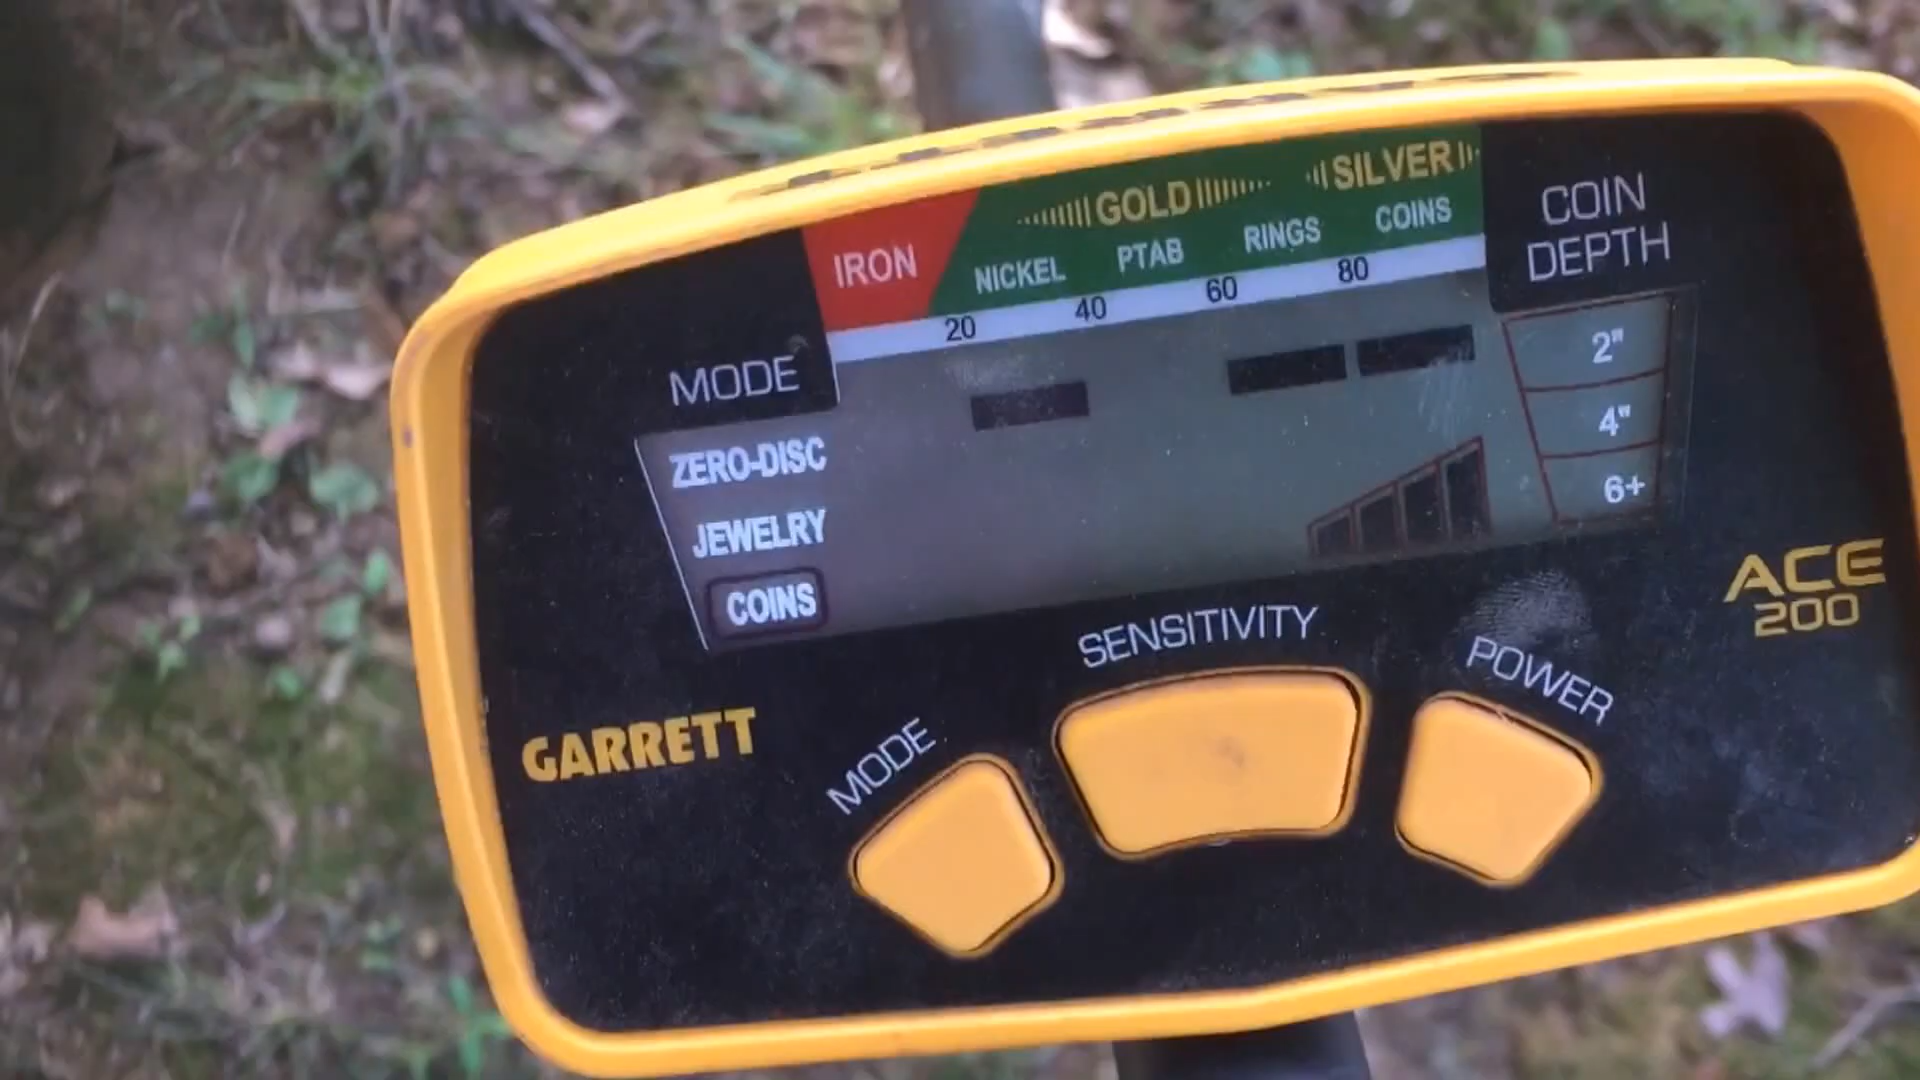 GOLD SILVER
IRON NICKEL PTAB RINGS COINS
20 40 60 80
COIN
DEPTH
2"
4"
6+
MODE
ZERO-DISC
JEWELRY
COINS
ACE
200
GARRETT
MODE
SENSITIVITY
POWER